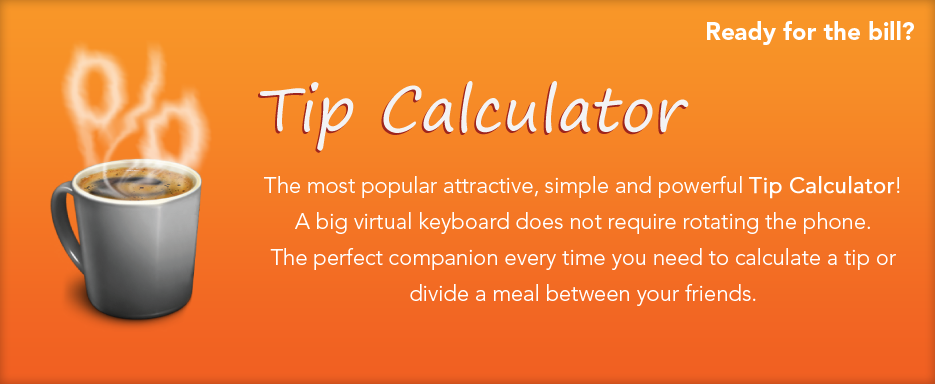 Ready for the bill?
Tip Calculator
The most popular attractive, simple and powerful Tip Calculator!
A big virtual keyboard does not require rotating the phone.
The perfect companion every time you need to calculate a tip or
divide a meal between your friends.